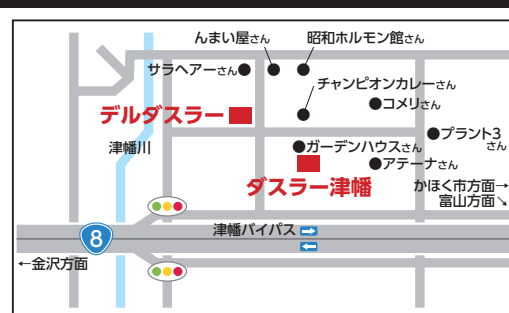 んまい屋さん
昭和ホルモン館さん
サラヘアーさん
チャンピオンカレーさん
コメリさん
デルダスラー
プラント3
さん
津幡川
ガーデンハウスさん
アテーナさん
ダスラー津幡
かほく市方面→
富山方面↘
津幡バイパス
8
←金沢方面